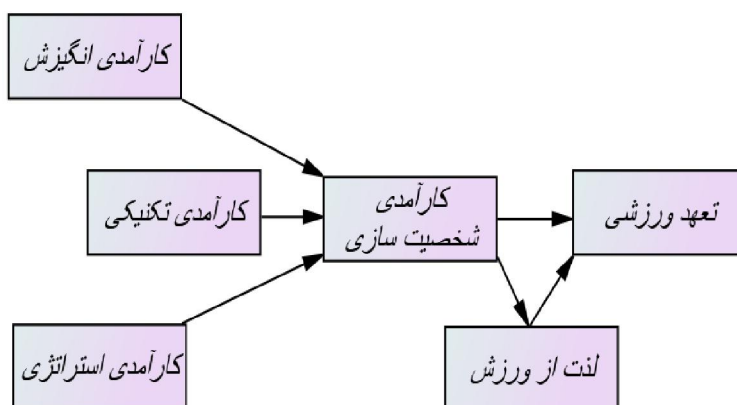 کارآمدی انگیزش
کارآمدی تکنیکی
کارآمدی
شخصیت سازی
تعهد ورزشی
کارآمدی استراتژی
لذت از ورزش